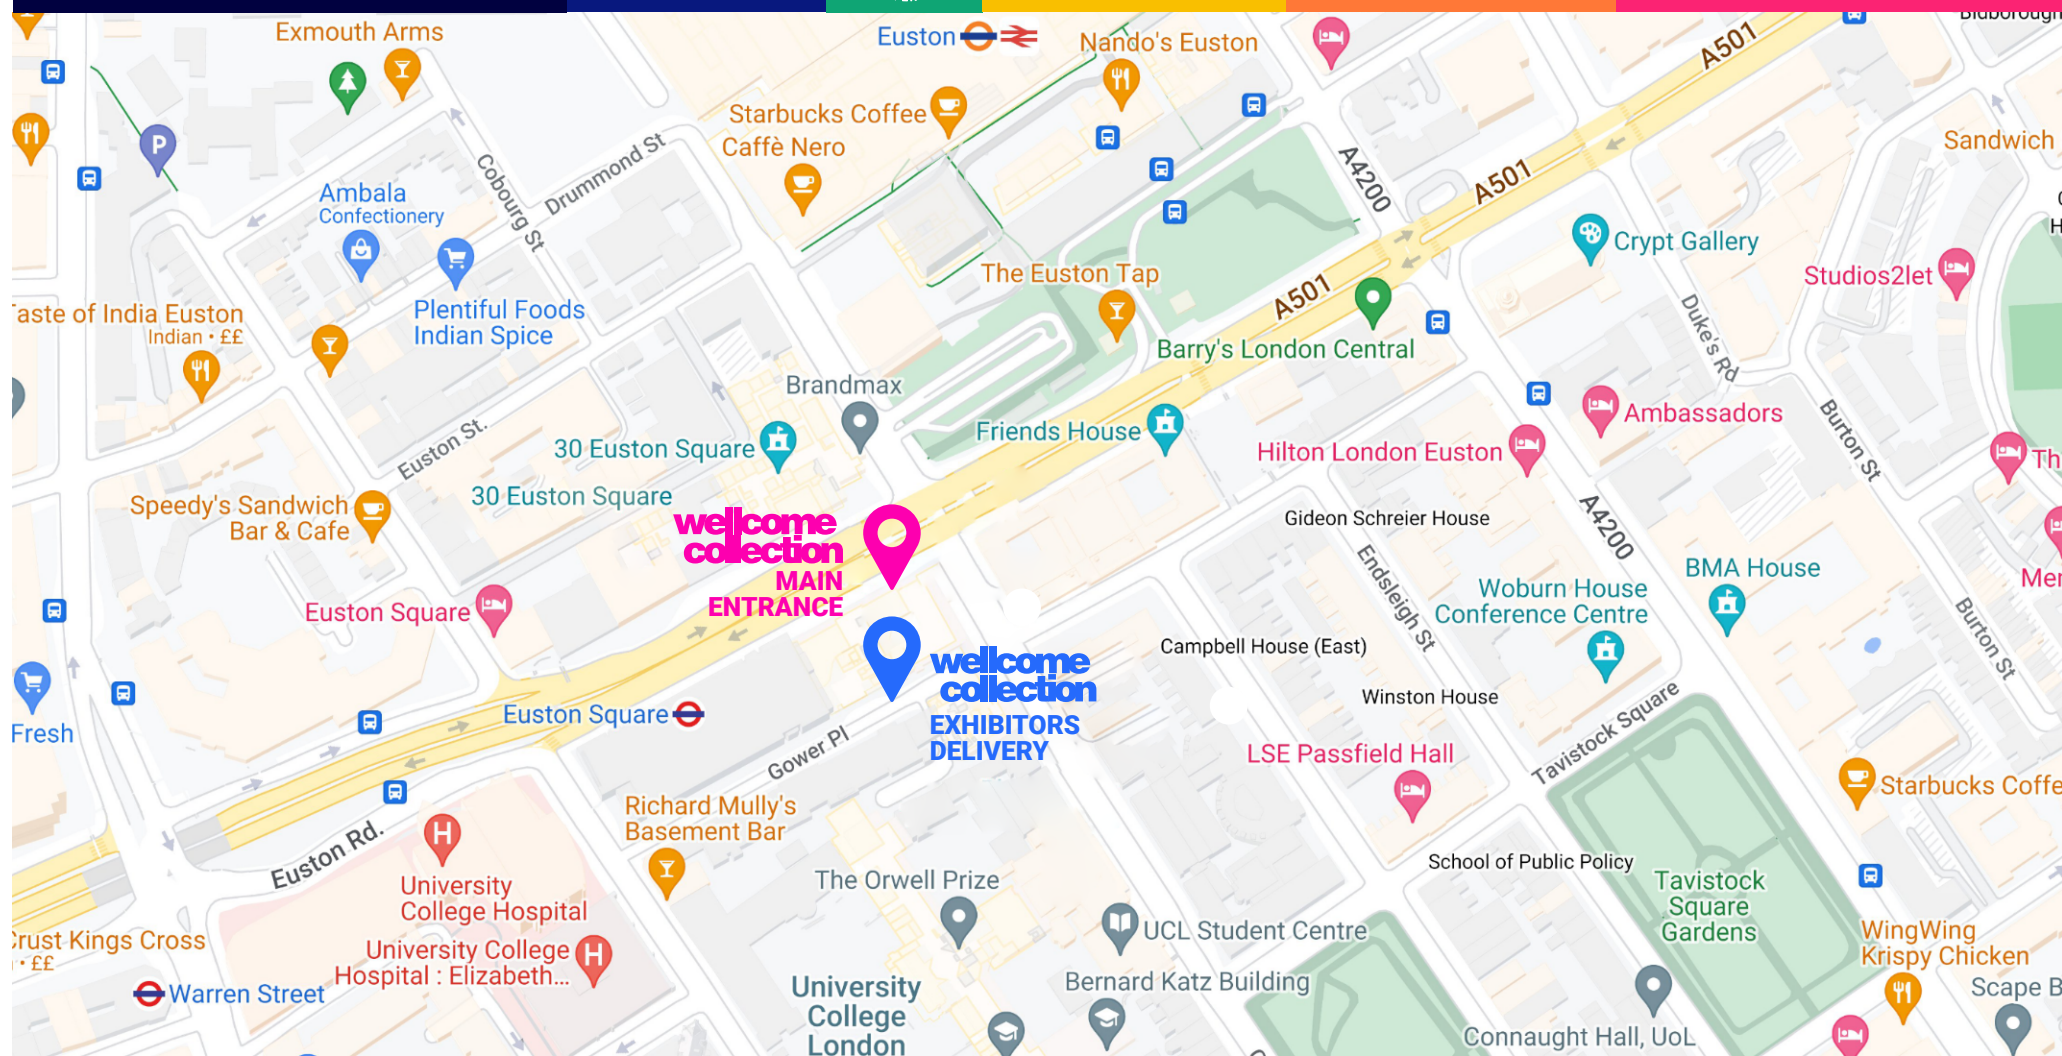 Exmouth Arms
Euston
Nando's Euston
A501
Starbucks Coffee
Caffè Nero
Sandwich
P
Cobourg St
Drummond St
A4200
A501
Ambala
Confectionery
Crypt Gallery
The Euston Tap
Studios2let
A501
Plentiful Foods
Indian Spice
aste of India Euston
Indian • ££
Duke's Rd
Barry's London Central
Brandmax
Ambassadors
Burton St
Friends House
Euston St.
30 Euston Square
Hilton London Euston
Th
30 Euston Square
Speedy's Sandwich
Bar & Cafe
wellcome
collection
MAIN
ENTRANCE
Gideon Schreier House
A4200
Endsleigh St
BMA House
Woburn House
Conference Centre
Mer
Euston Square
Burton St
Campbell House (East)
wellcome
collection
EXHIBITORS
DELIVERY
Winston House
Euston Square
Fresh
Gower Pl
Tavistock Square
LSE Passfield Hall
Starbucks Coffe
Richard Mully's
Basement Bar
Euston Rd.
H
University
College Hospital
The Orwell Prize
School of Public Policy
Tavistock
Square
Gardens
UCL Student Centre
WingWing
Krispy Chicken
Crust Kings Cross
• ££
University College
Hospital : Elizabeth...
H
Warren Street
Bernard Katz Building
University
College
London
Scape B
Connaught Hall, UoL